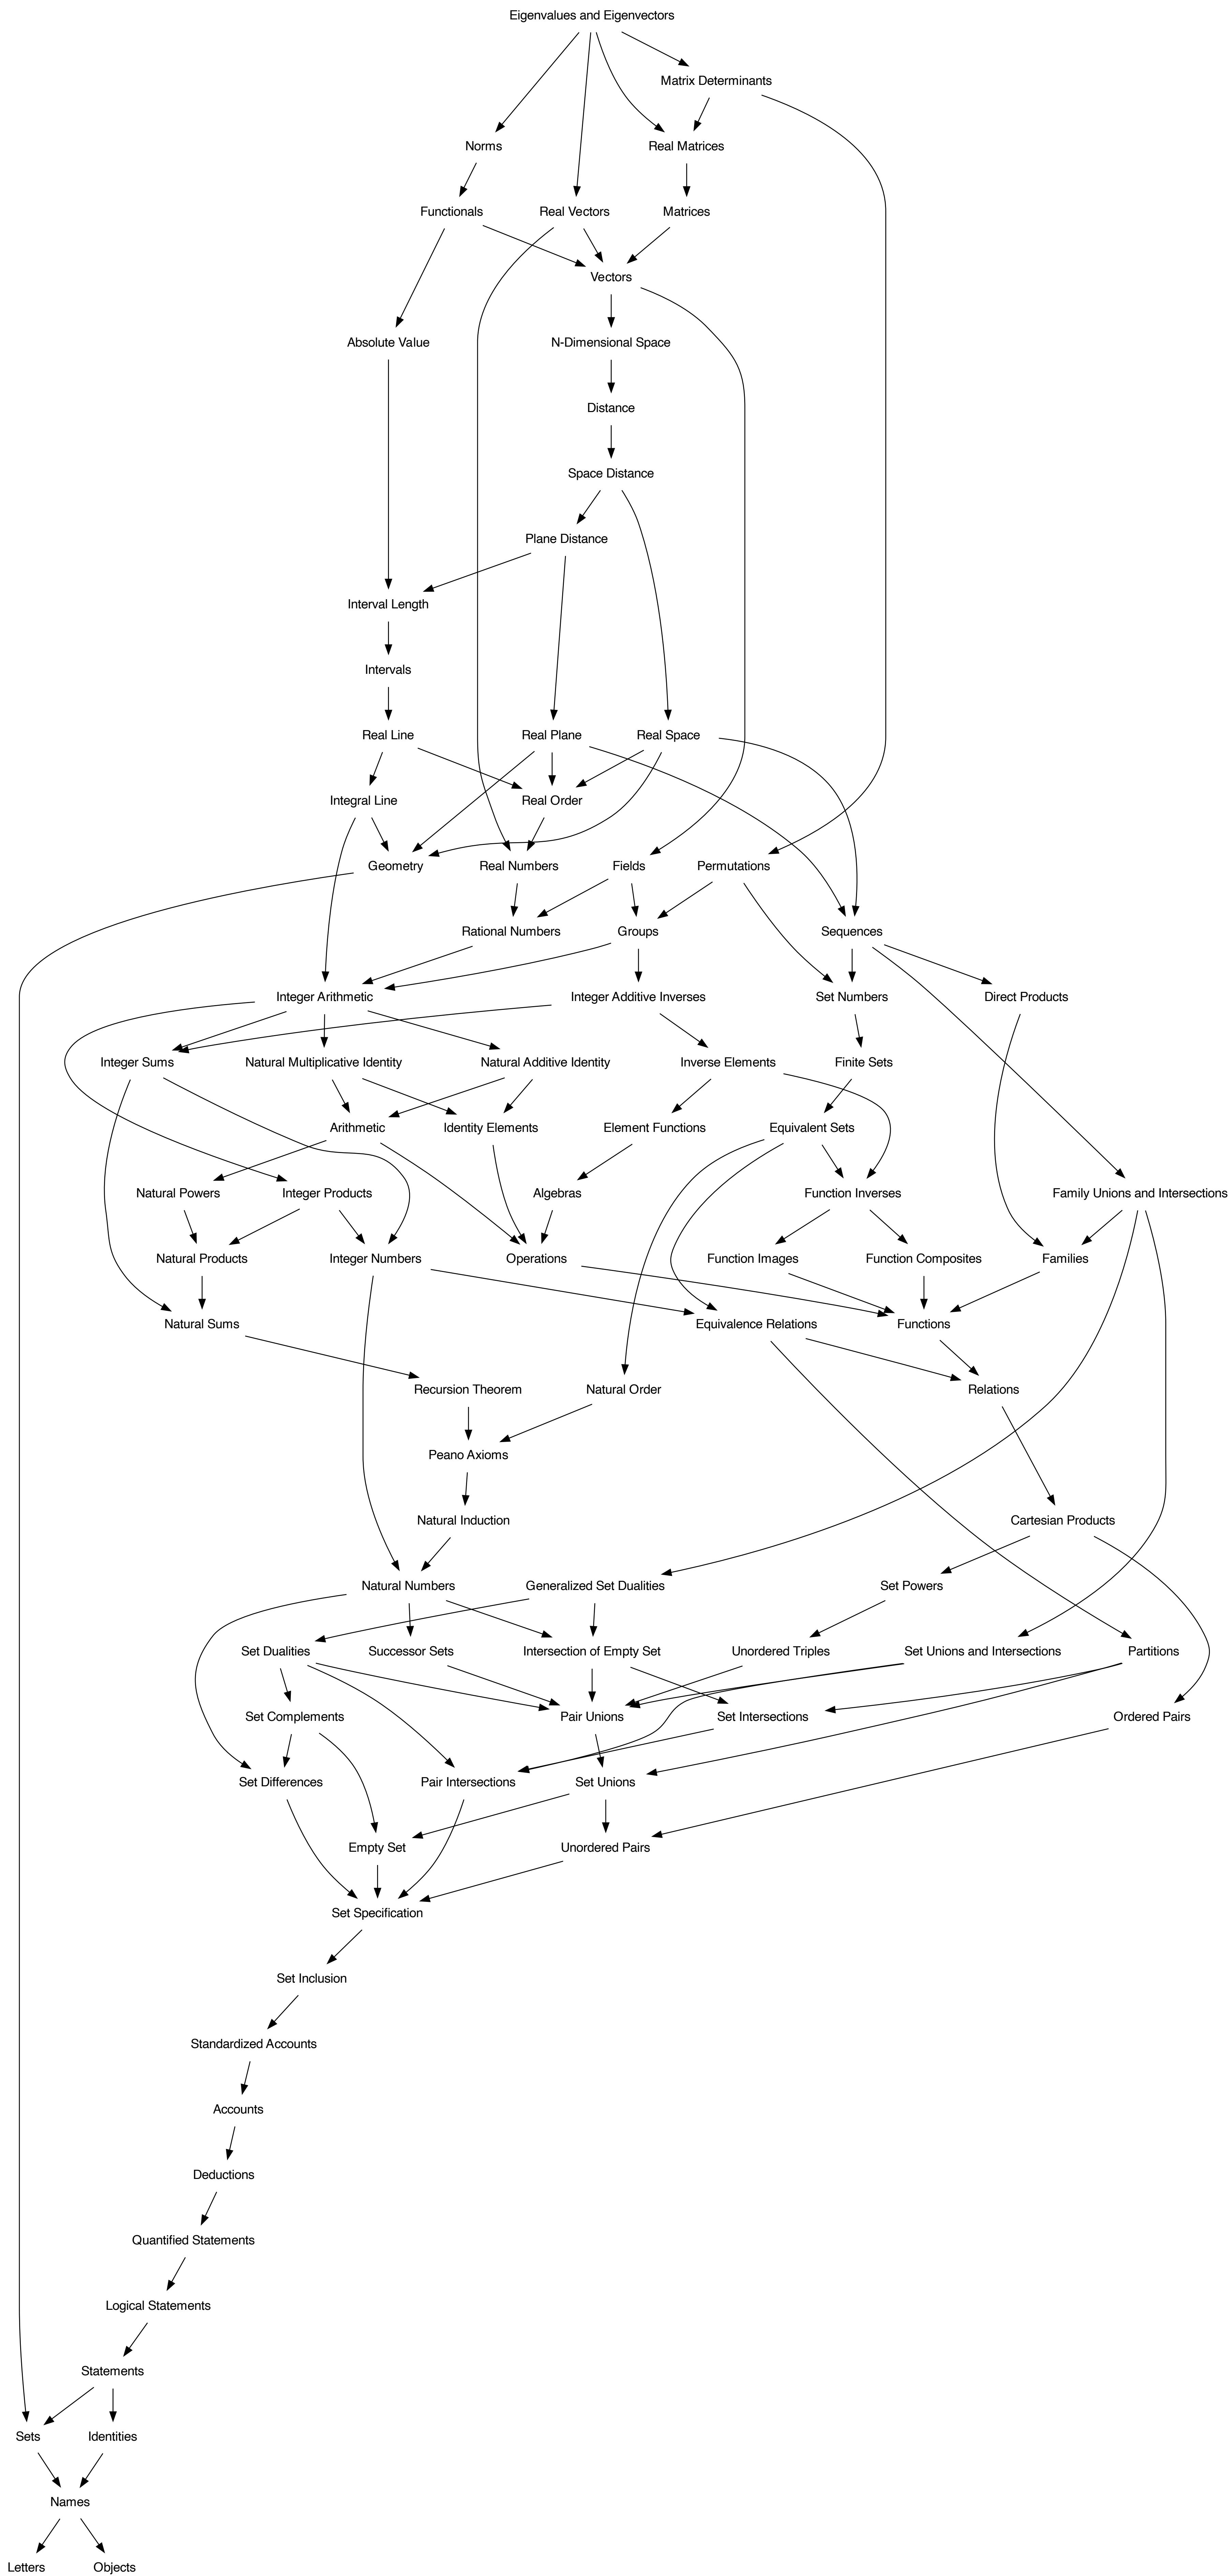 Eigenvalues and Eigenvectors
Matrix Determinants
Norms
Real Matrices
Functionals
Real Vectors
Matrices
Vectors
Absolute Value
N-Dimensional Space
Distance
Space Distance
Plane Distance
Interval Length
Intervals
Real Line
Real Plane
Real Space
Integral Line
Real Order
Geometry
Real Numbers
Fields
Permutations
Rational Numbers
Groups
Sequences
Integer Arithmetic
Integer Additive Inverses
Set Numbers
Direct Products
Integer Sums
Natural Multiplicative Identity
Natural Additive Identity
Inverse Elements
Finite Sets
Arithmetic
Identity Elements
Element Functions
Equivalent Sets
Natural Powers
Integer Products
Algebras
Function Inverses
Family Unions and Intersections
Natural Products
Integer Numbers
Operations
Function Images
Function Composites
Families
Natural Sums
Equivalence Relations
Functions
Recursion Theorem
Natural Order
Relations
Peano Axioms
Natural Induction
Cartesian Products
Natural Numbers
Generalized Set Dualities
Set Powers
Set Dualities
Successor Sets
Intersection of Empty Set
Unordered Triples
Set Unions and Intersections
Partitions
Set Complements
Pair Unions
Set Intersections
Ordered Pairs
Set Differences
Pair Intersections
Set Unions
Empty Set
Unordered Pairs
Set Specification
Set Inclusion
Standardized Accounts
Accounts
Deductions
Quantified Statements
Logical Statements
Statements
Sets
Identities
Names
Letters
Objects